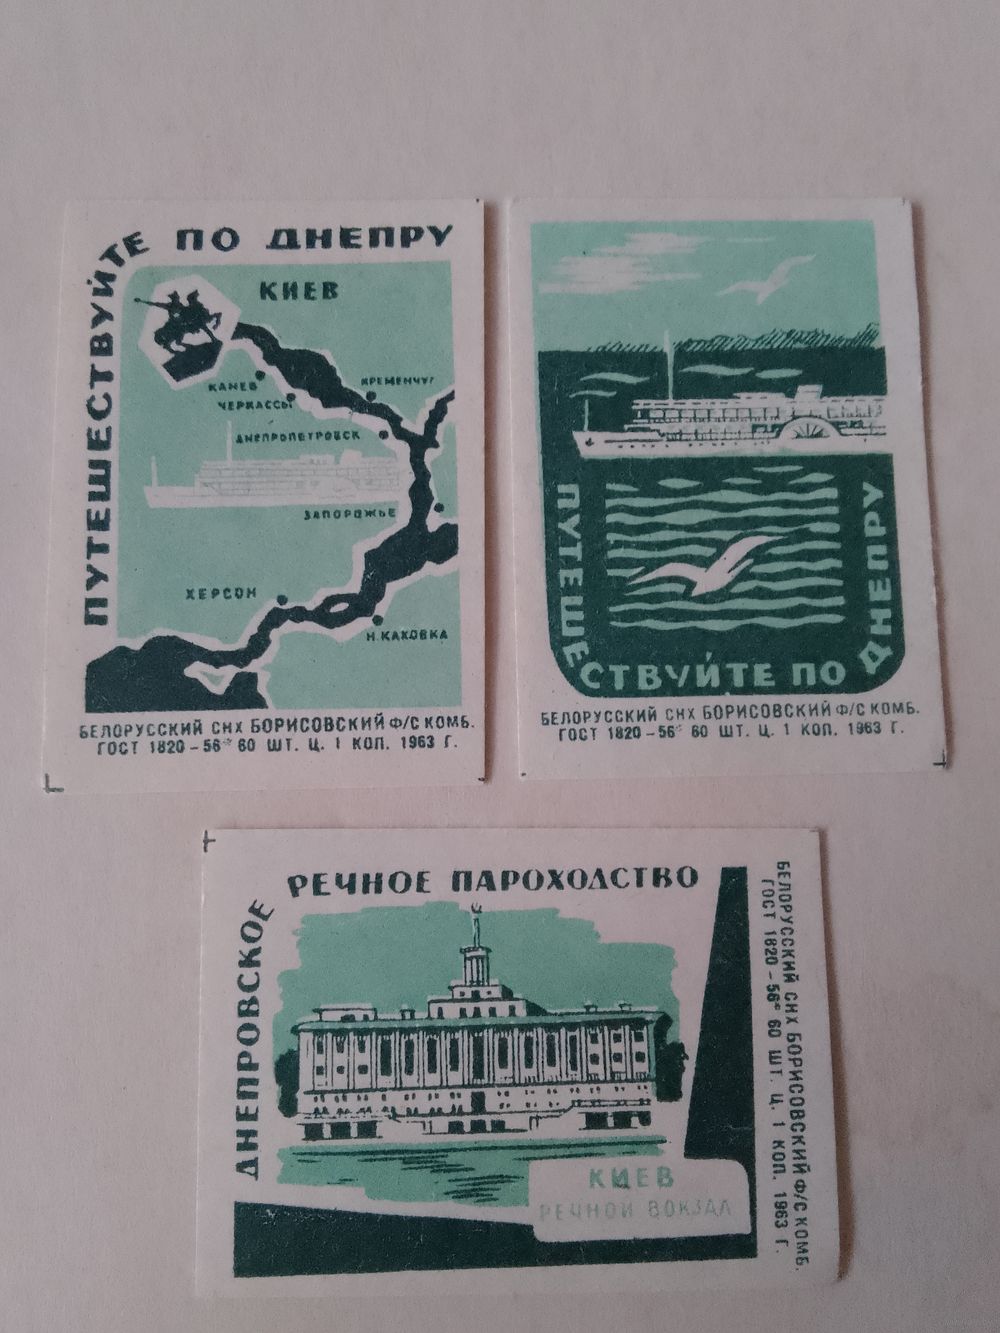 ПУТЕШЕСТВУЙТЕ ПО ДНЕПРУ
КИЕВ
КАНЕВ
КРЕМЕНЧУГ
ЧЕРКАССЫ
ДНЕПРОПЕТРОВСК
ЗАПОРОЖЬЕ
ХЕРСОН
Н. КАХОВКА
БЕЛОРУССКИЙ СНХ БОРИСОВСКИЙ Ф/С КОМБ.
ГОСТ 1820-56* 60 ШТ. Ц. 1 КОП. 1963 Г.
ПУТЕШЕСТВУЙТЕ ПО ДНЕПРУ
БЕЛОРУССКИЙ СНХ БОРИСОВСКИЙ Ф/С КОМБ.
ГОСТ 1820-56* 60 ШТ. Ц. 1 КОП. 1963 Г.
ДНЕПРОВСКОЕ РЕЧНОЕ ПАРОХОДСТВО
КИЕВ
РЕЧНОЙ ВОКЗАЛ
БЕЛОРУССКИЙ СНХ БОРИСОВСКИЙ Ф/С КОМБ.
ГОСТ 1820-56* 60 ШТ. Ц. 1 КОП. 1963 Г.